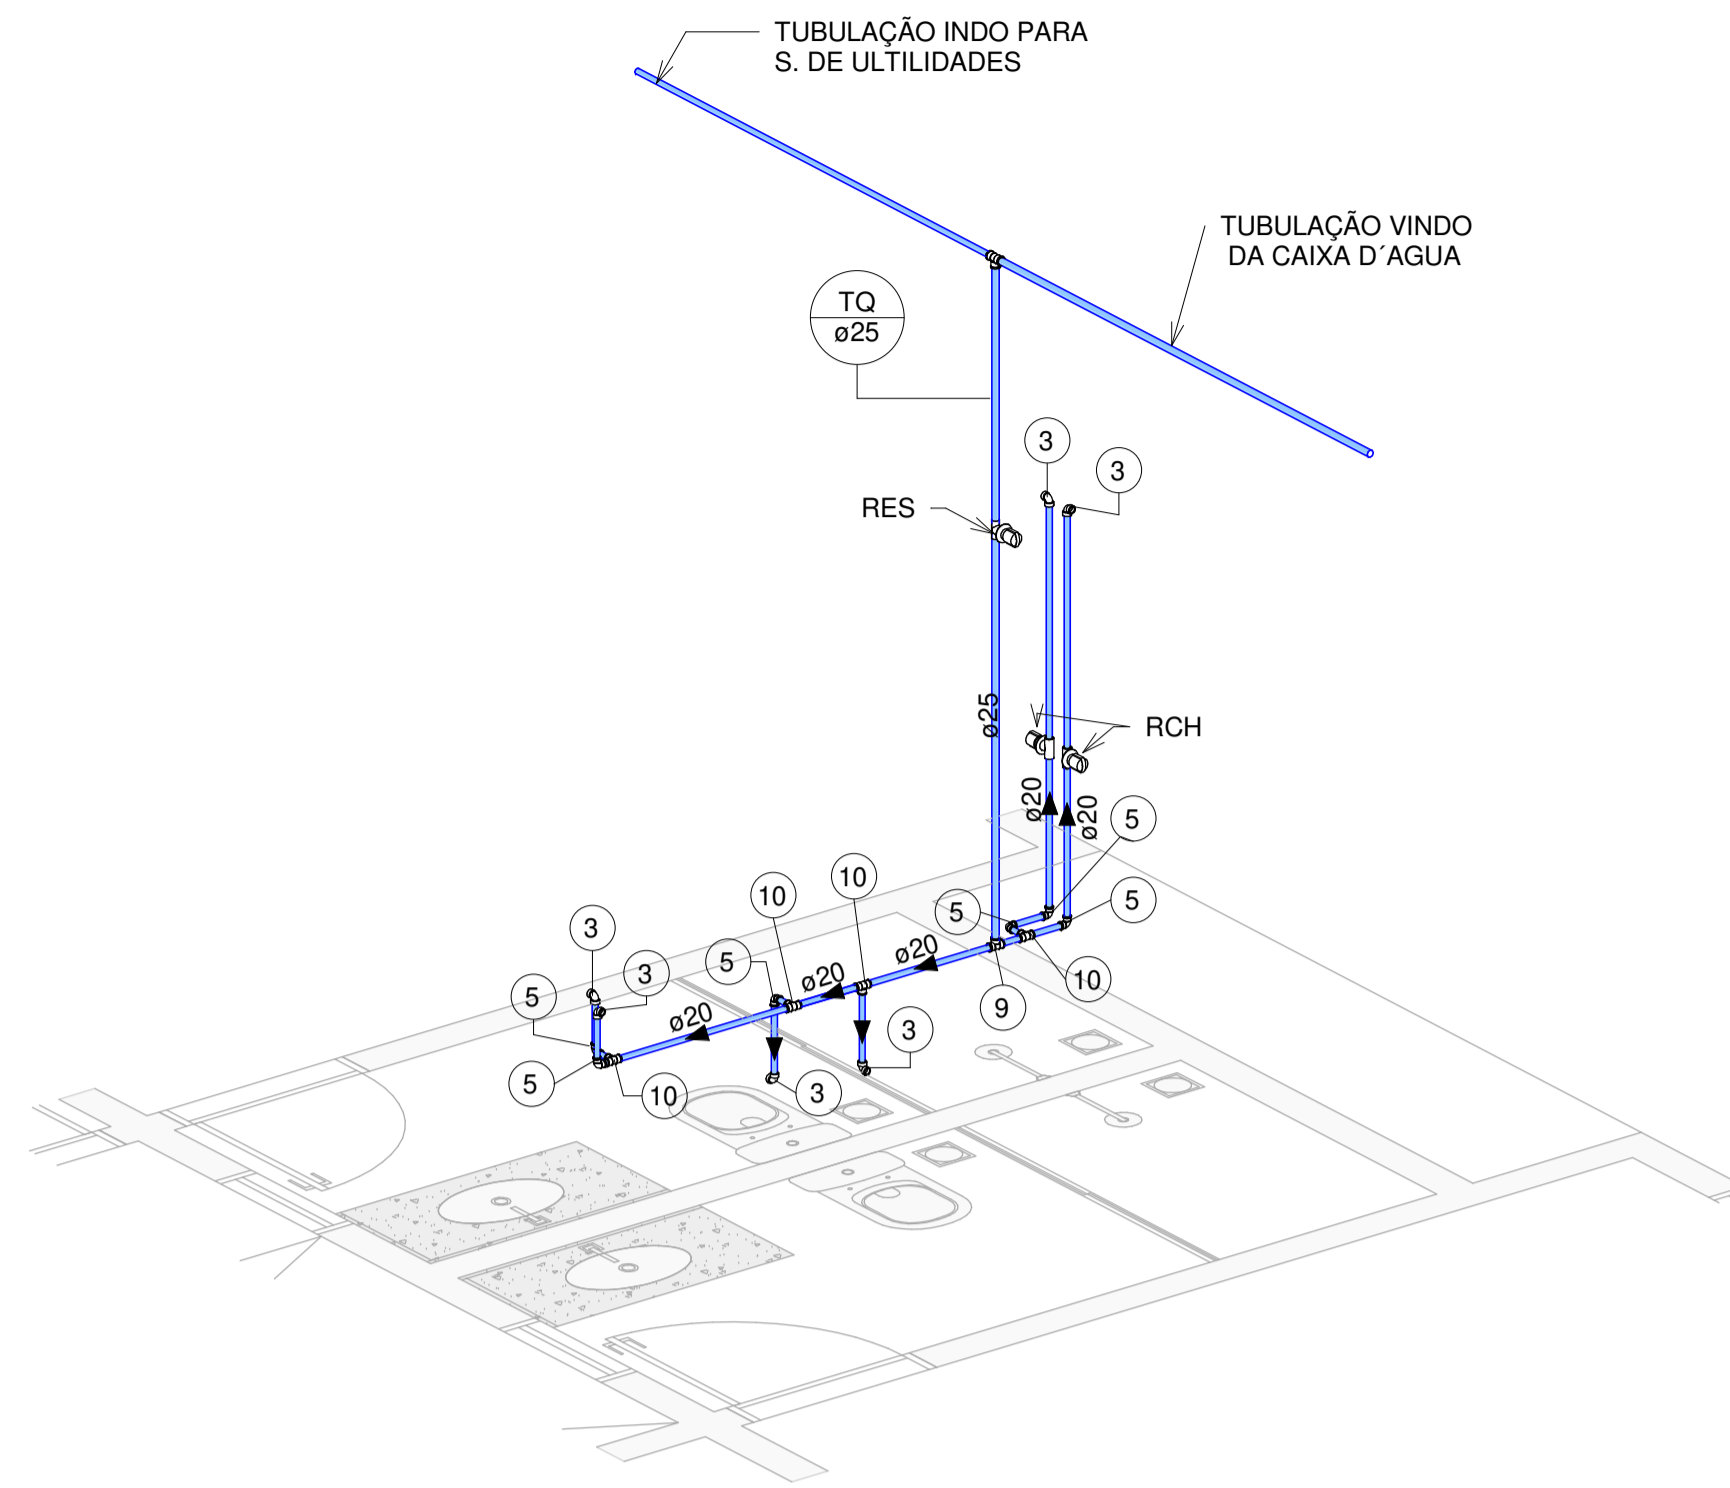 TUBULAÇÃO INDO PARA
S. DE ULTILIDADES
TUBULAÇÃO VINDO
DA CAIXA D´AGUA
TQ
ø25
3
3
RES
ø25
RCH
ø20
ø20
5
10
10
5
5
3
5
ø20
3
ø20
10
5
9
ø20
3
5
10
3